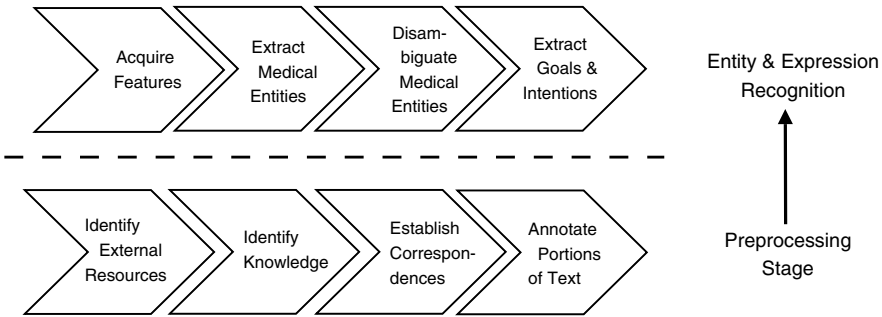 Acquire
Features
Extract
Medical
Entities
Disam-
biguate
Medical
Entities
Extract
Goals &
Intentions
Entity & Expression
Recognition
Identify
External
Resources
Identify
Knowledge
Establish
Correspon-
dences
Annotate
Portions
of Text
Preprocessing
Stage